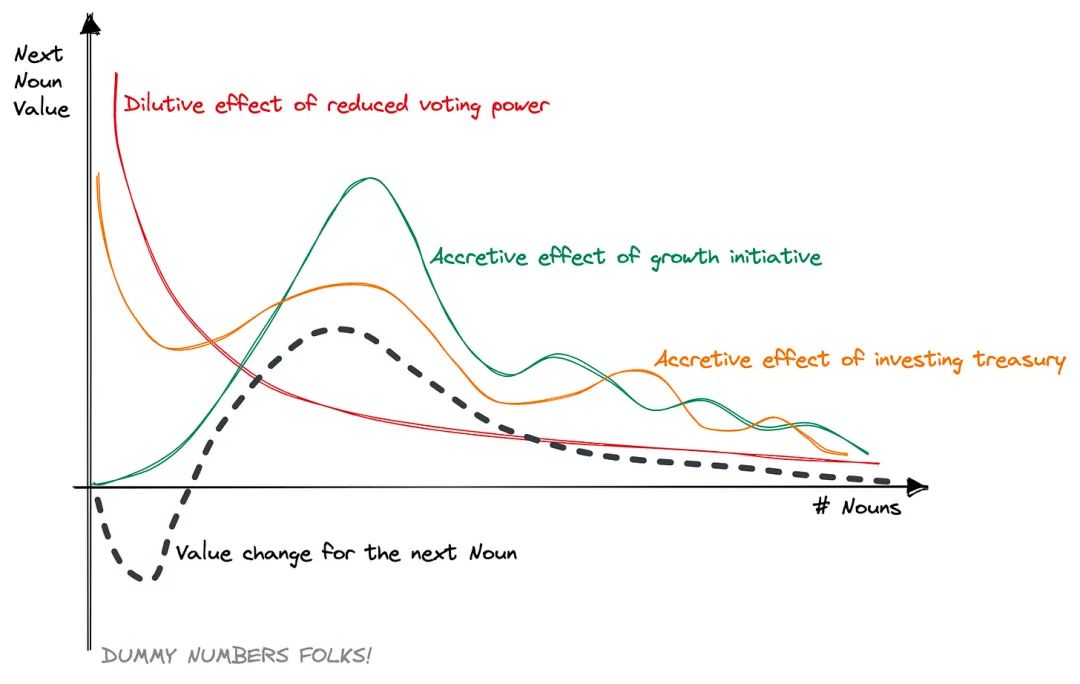 Next
Noun
Value
Dilutive effect of reduced voting power
Accretive effect of growth initiative
Accretive effect of investing treasury
# Nouns
Value change for the next Noun
DUMMY NUMBERS FOLKS!